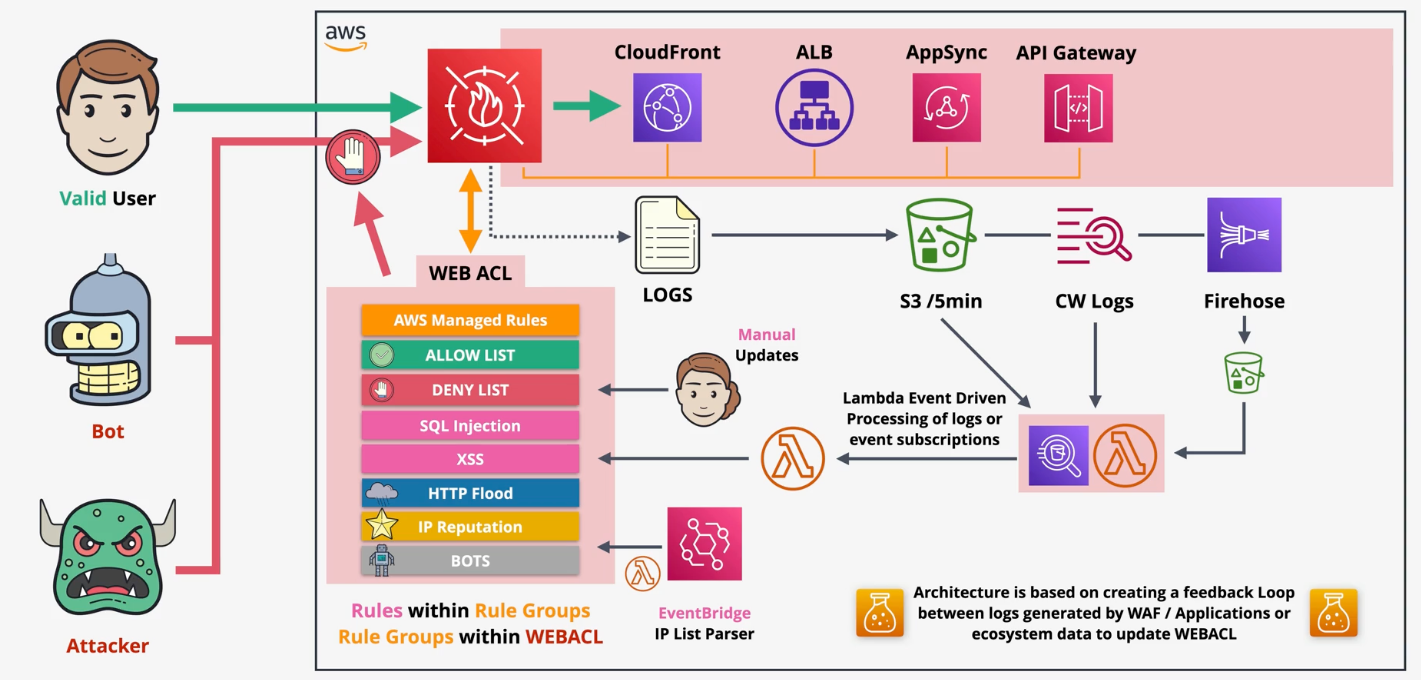 aws
CloudFront
ALB
AppSync
API Gateway
Valid User
WEB ACL
LOGS
S3 /5min
CW Logs
Firehose
AWS Managed Rules
ALLOW LIST
DENY LIST
SQL Injection
XSS
HTTP Flood
IP Reputation
BOTS
Manual
Updates
Bot
Lambda Event Driven
Processing of logs or
event subscriptions
Attacker
Rules within Rule Groups
Rule Groups within WEBACL
EventBridge
IP List Parser
Architecture is based on creating a feedback Loop
between logs generated by WAF / Applications or
ecosystem data to update WEBACL